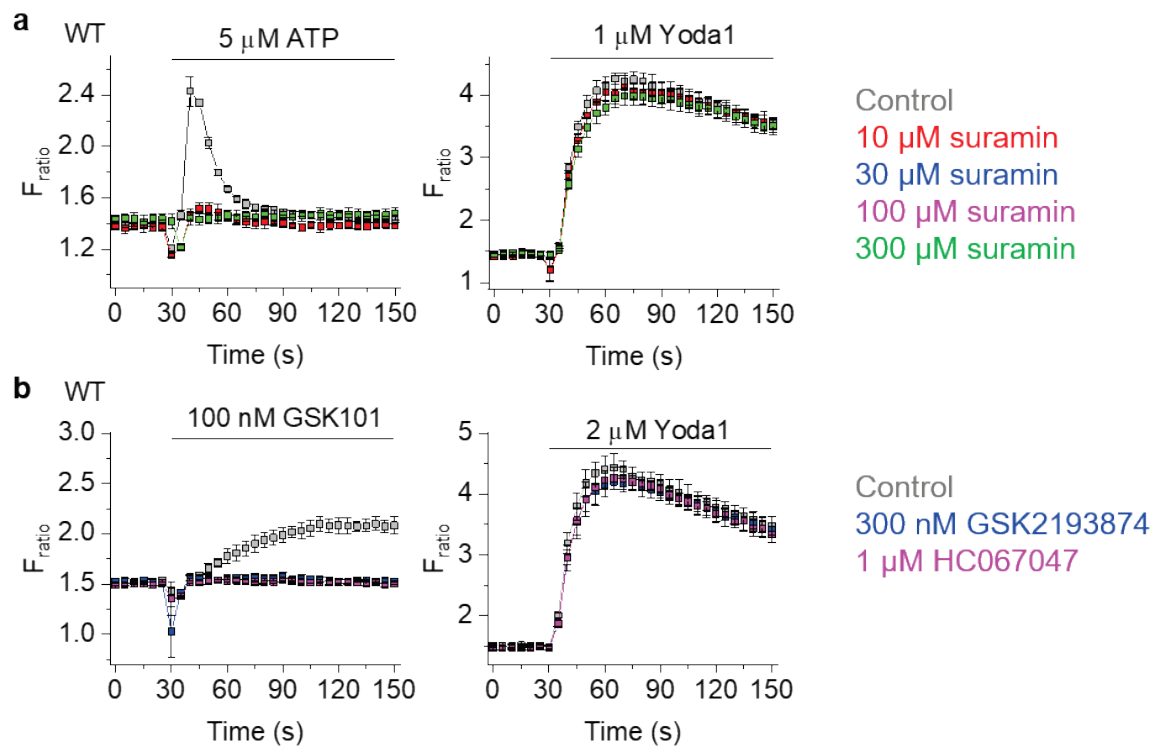 a
WT
5 μM ATP
1 μM Yoda1
F ratio
2.4
2.0
1.6
1.2
0 30 60 90 120 150
Time (s)
F ratio
4
3
2
1
0 30 60 90 120 150
Time (s)
Control
10 μM suramin
30 μM suramin
100 μM suramin
300 μM suramin
b
WT
100 nM GSK101
2 μM Yoda1
F ratio
3.0
2.5
2.0
1.5
1.0
0 30 60 90 120 150
Time (s)
F ratio
5
4
3
2
0 30 60 90 120 150
Time (s)
Control
300 nM GSK2193874
1 μM HC067047